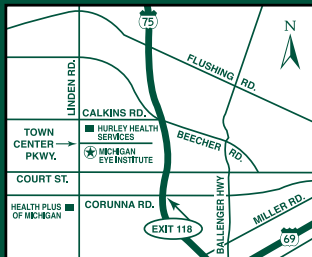 75
N
FLUSHING RD.
LINDEN RD.
CALKINS RD.
TOWN
CENTER
PKWY.
HURLEY HEALTH
SERVICES
MICHIGAN
EYE INSTITUTE
BEECHER RD.
COURT ST.
BALLENGER HWY
HEALTH PLUS
OF MICHIGAN
CORUNNA RD.
MILLER RD.
EXIT 118
69